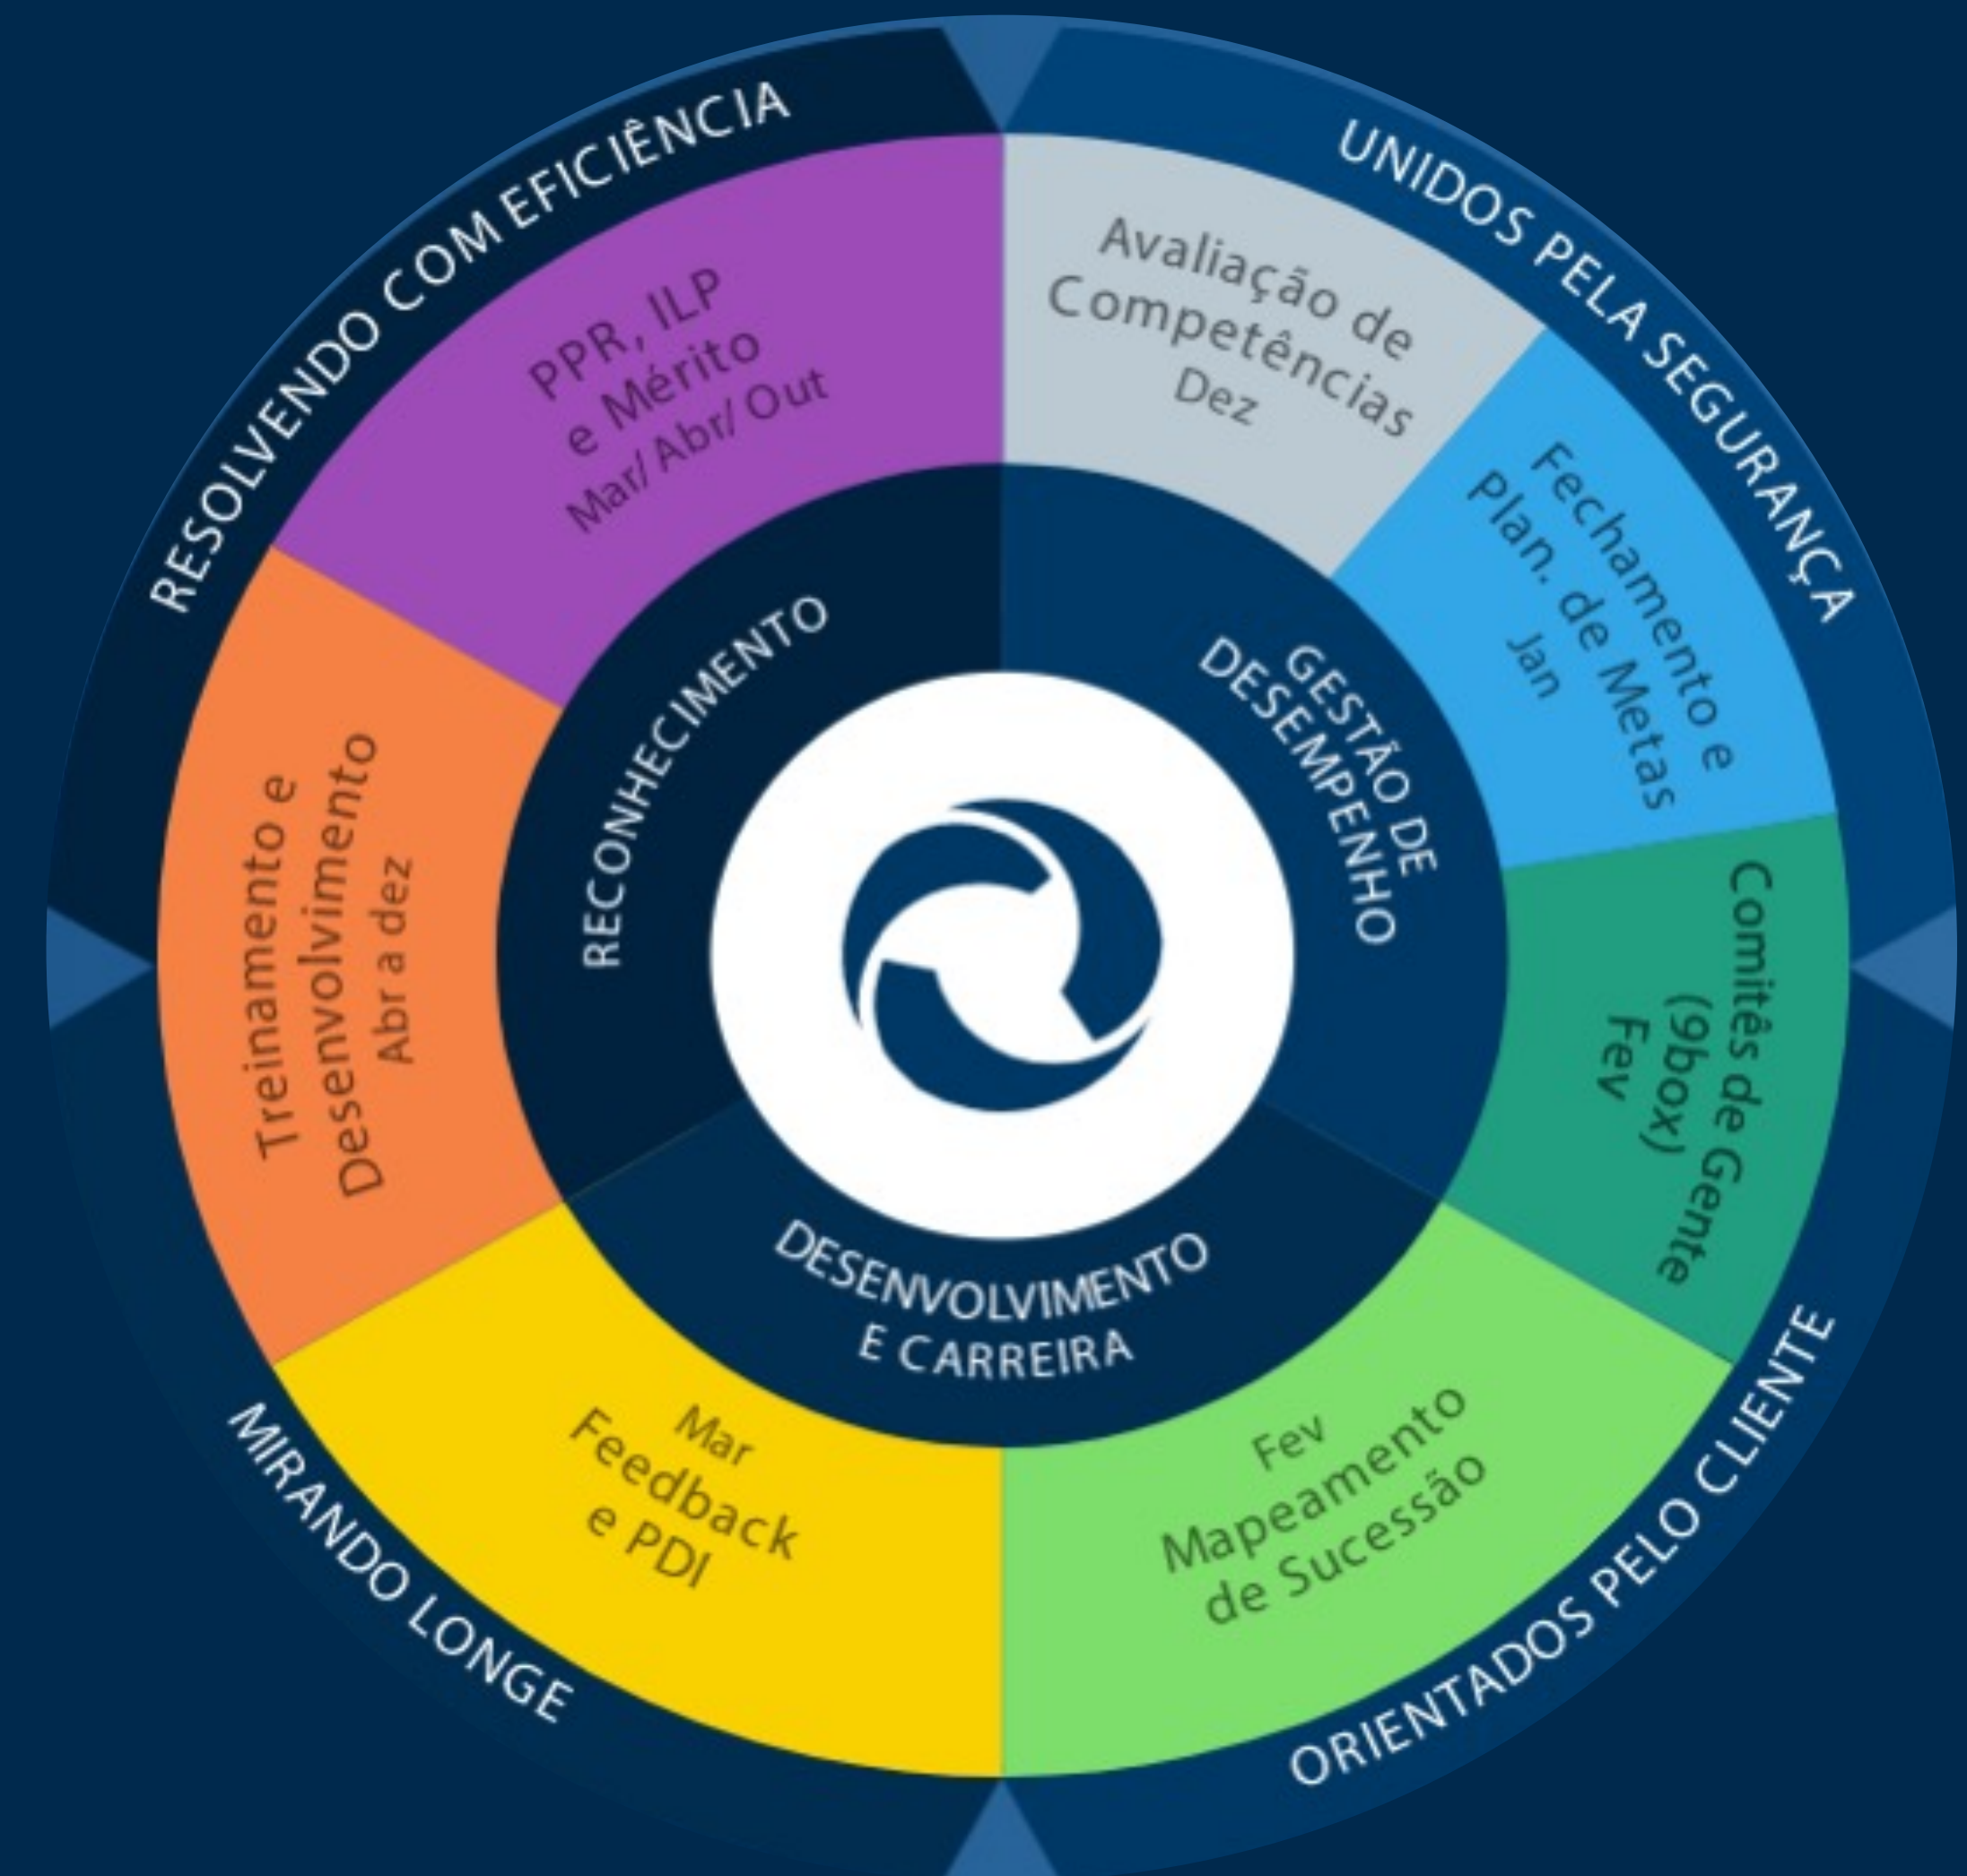 RESOLVENDO COM EFICIÊNCIA
UNIDOS PELA SEGURANÇA
ORIENTADOS PELO CLIENTE
MIRANDO LONGE
Avaliação de
Competências
Dez
Fechamento e
Plan. de Metas
Jan
Comitês de Gente
(9box)
Fev
Fev
Mapeamento
de Sucessão
Mar
Feedback
e PDI
Treinamento e
Desenvolvimento
Abr a dez
PPR, ILP
e Mérito
Mar/ Abr/ Out
GESTÃO DE
DESEMPENHO
DESENVOLVIMENTO
E CARREIRA
RECONHECIMENTO